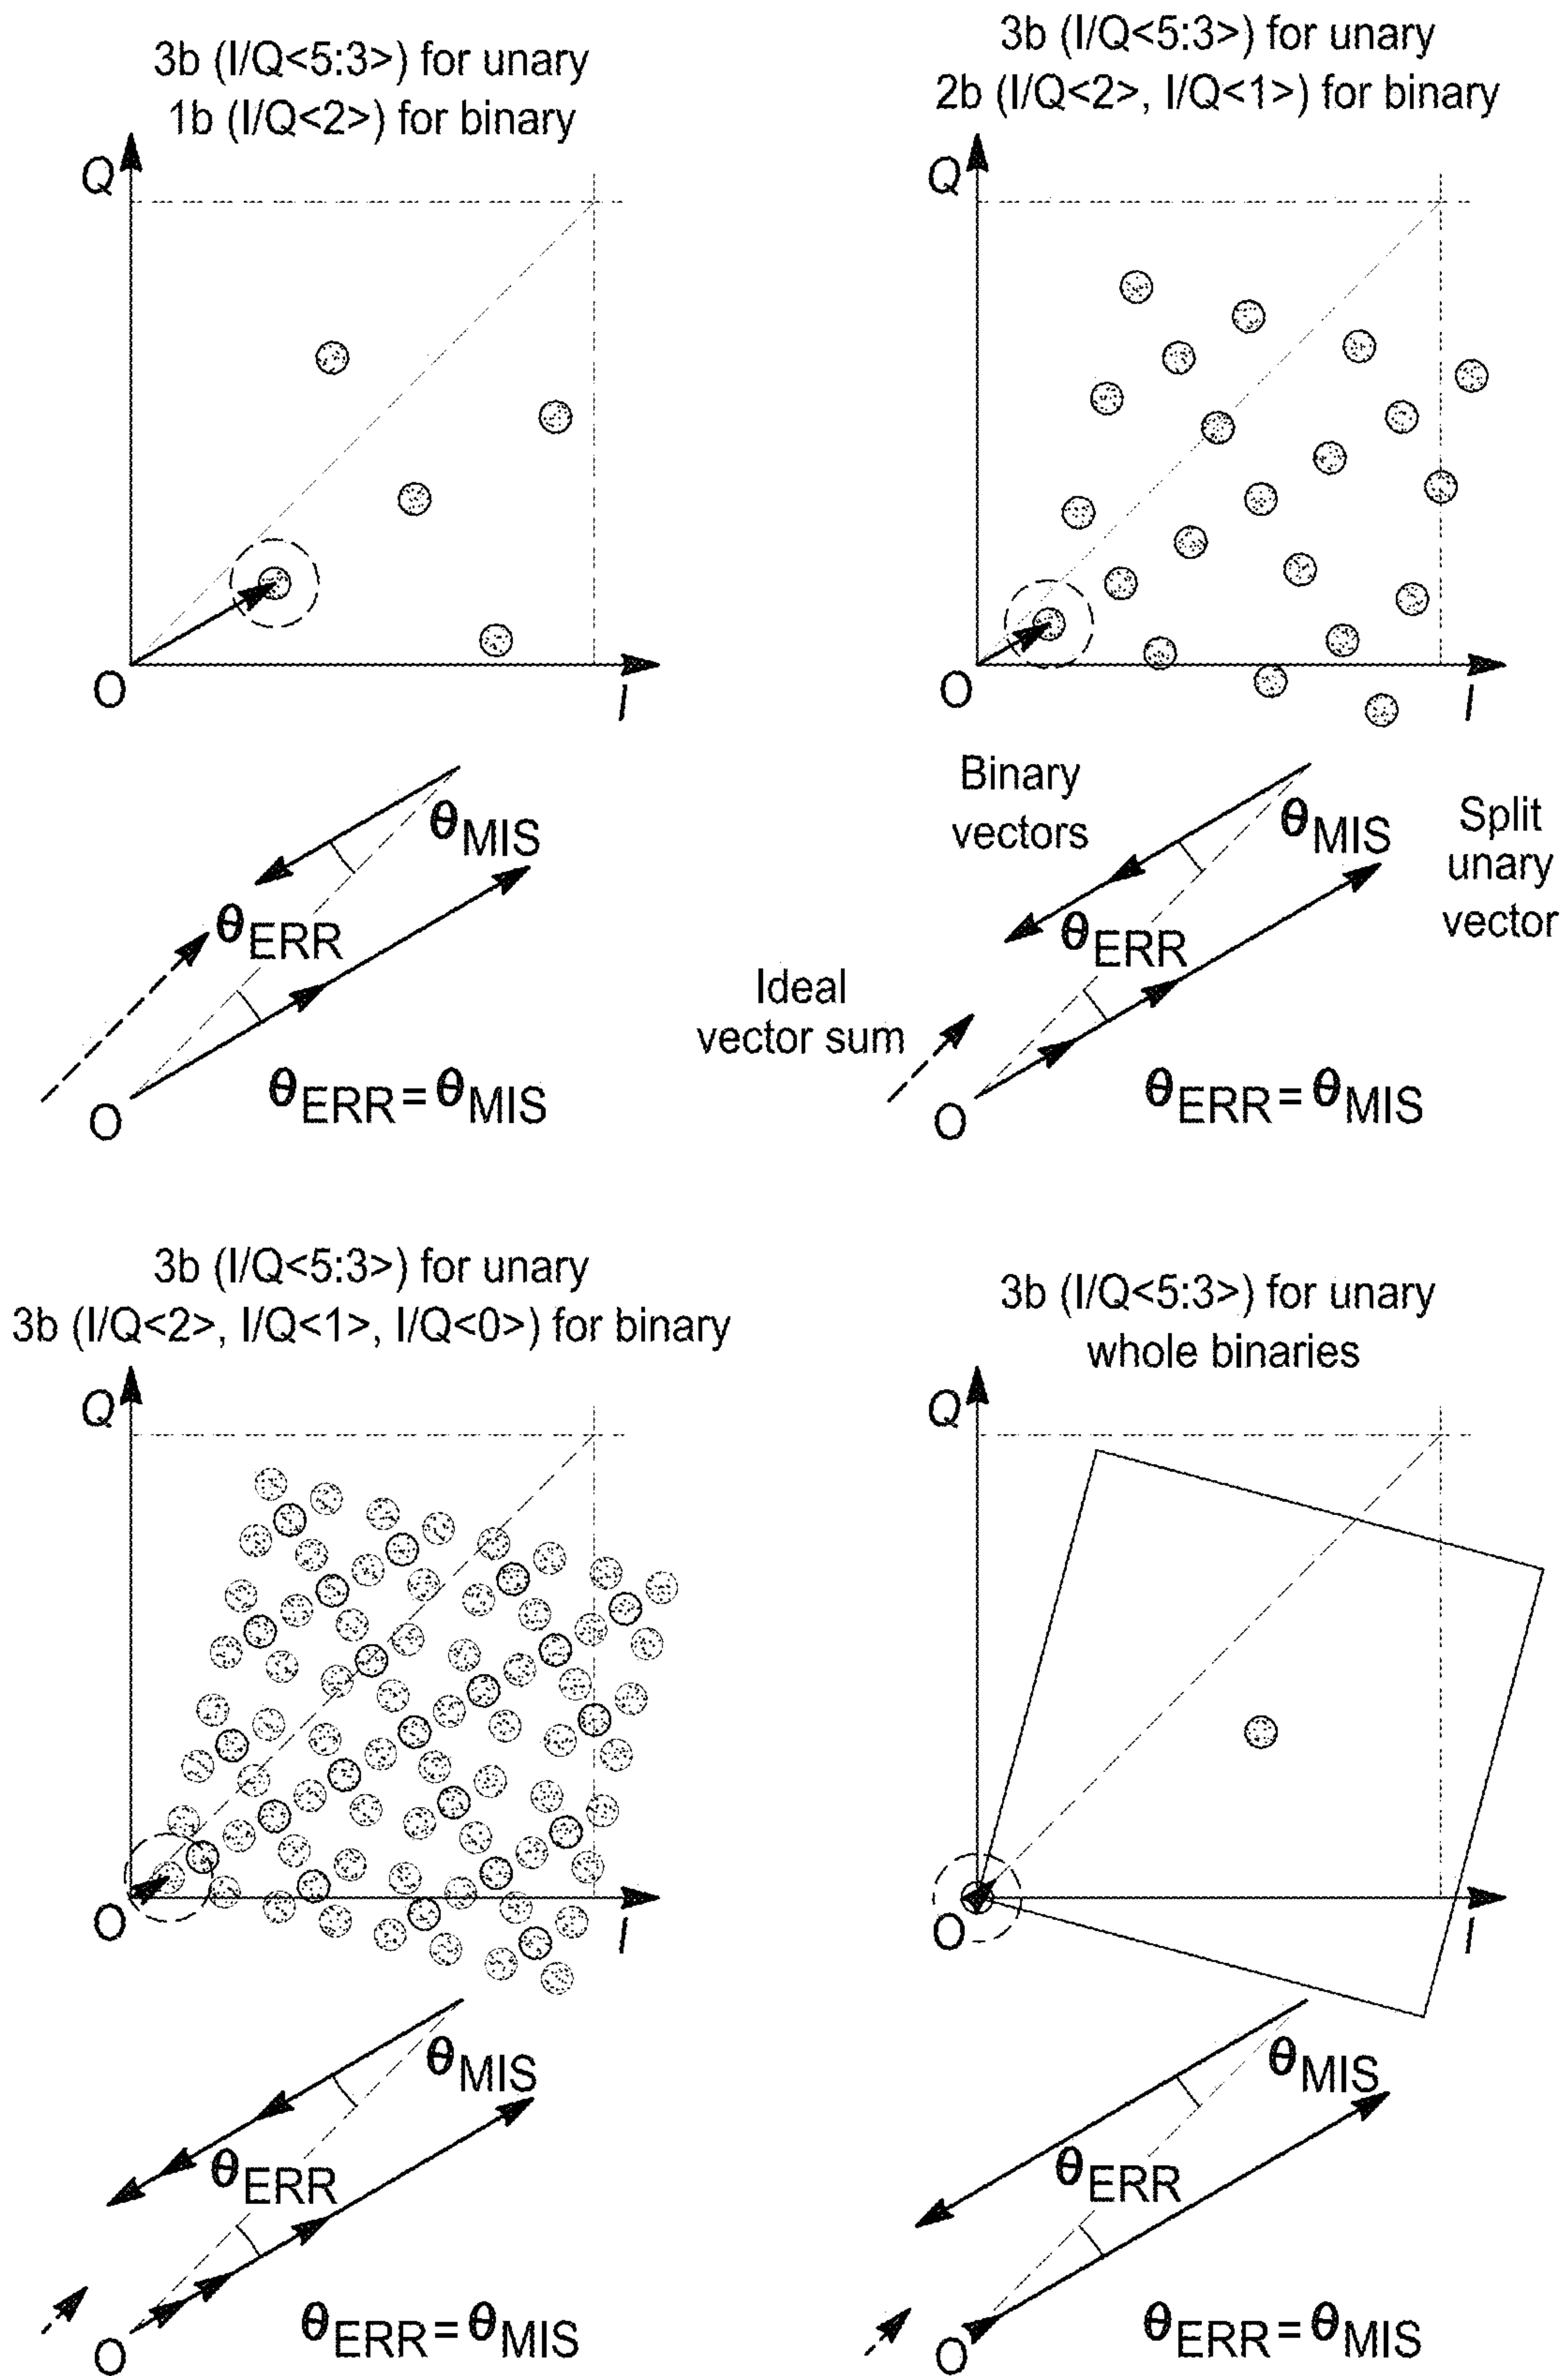 3b (I/Q<5:3>) for unary
1b (I/Q<2>) for binary
Q
O
I
θMIS
θERR
O
θERR = θMIS
3b (I/Q<5:3>) for unary
2b (I/Q<2>, I/Q<1>) for binary
Q
O
I
Binary
vectors
θMIS
Split
unary
vector
θERR
Ideal
vector sum
O
θERR = θMIS
3b (I/Q<5:3>) for unary
3b (I/Q<2>, I/Q<1>, I/Q<0>) for binary
Q
O
I
θMIS
θERR
O
θERR = θMIS
3b (I/Q<5:3>) for unary
whole binaries
Q
O
I
θMIS
θERR
O
θERR = θMIS